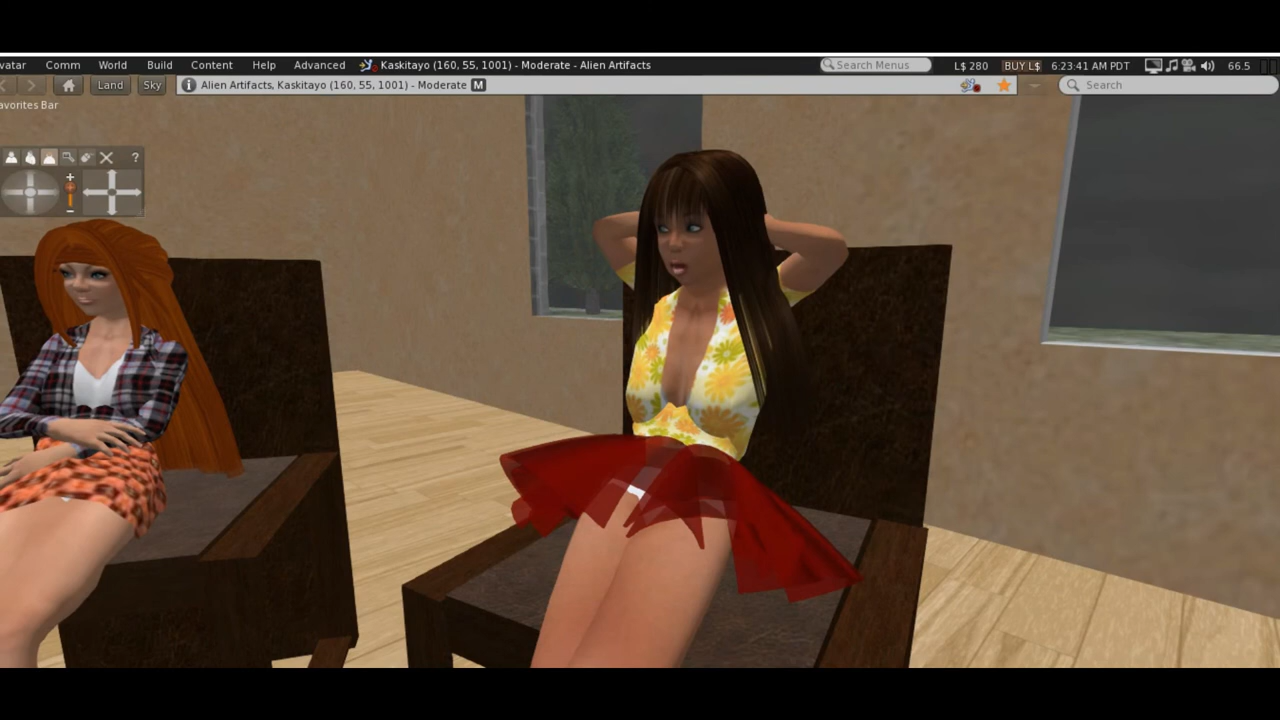 vatar Comm World Build Content Help Advanced Kaskitayo (160, 55, 1001) - Moderate - Alien Artifacts Search Menus L$ 280 BUY L$ 6:23:41 AM PDT 66.5
Land Sky Alien Artifacts, Kaskitayo (160, 55, 1001) - Moderate M Search
avorites Bar
?